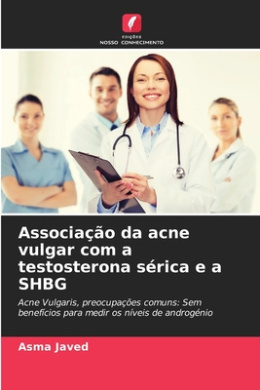 edições
NOSSO CONHECIMENTO
Associação da acne
vulgar com a
testosterona sérica e a
SHBG
Acne Vulgaris, preocupações comuns: Sem
benefícios para medir os níveis de androgénio
Asma Javed